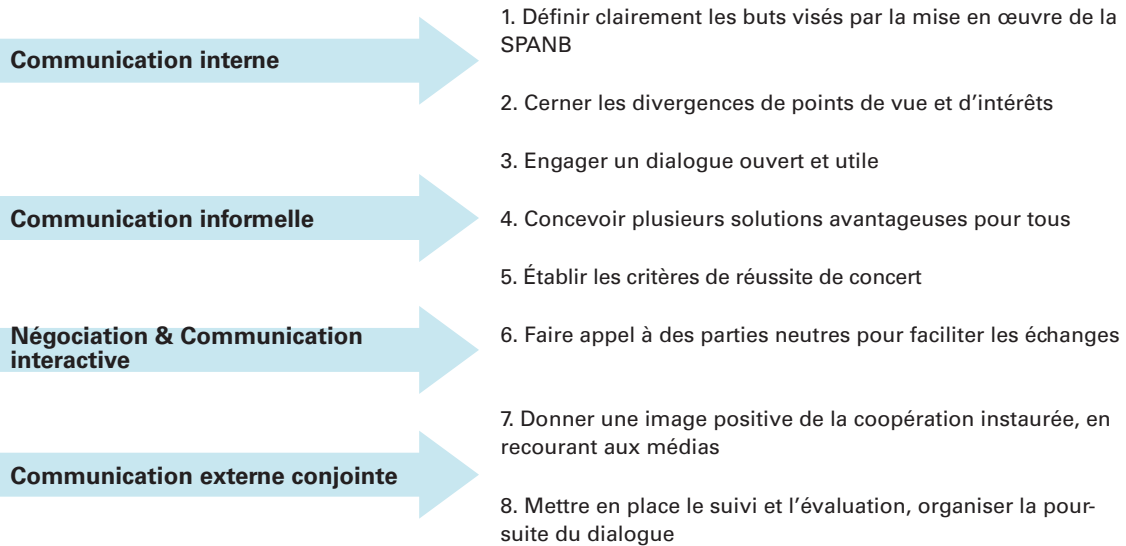 1. Définir clairement les buts visés par la mise en œuvre de la
SPANB
Communication interne
2. Cerner les divergences de points de vue et d’intérêts
3. Engager un dialogue ouvert et utile
Communication informelle
4. Concevoir plusieurs solutions avantageuses pour tous
5. Établir les critères de réussite de concert
Négociation & Communication
interactive
6. Faire appel à des parties neutres pour faciliter les échanges
7. Donner une image positive de la coopération instaurée, en
recourant aux médias
Communication externe conjointe
8. Mettre en place le suivi et l’évaluation, organiser la pour-
suite du dialogue